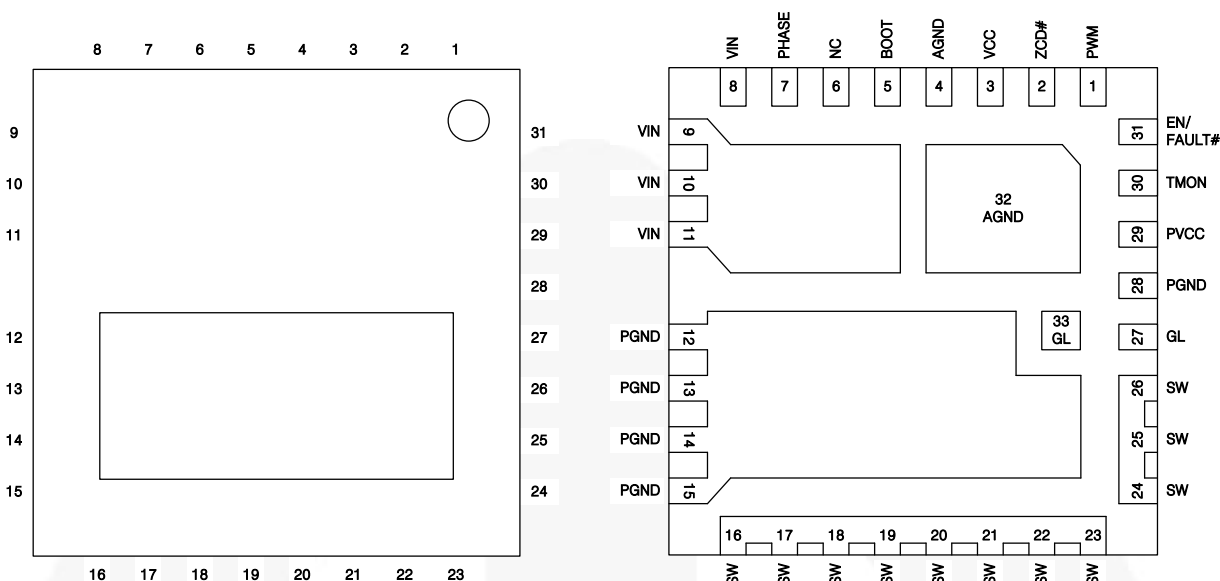 8 7 6 5 4 3 2 1
9
10
11
12
13
14
15
31
30
29
28
27
26
25
24
16 17 18 19 20 21 22 23
VIN PHASE NC BOOT AGND VCC ZCD# PWM
8 7 6 5 4 3 2 1
VIN 9
VIN 10
VIN 11
PGND 12
PGND 13
PGND 14
PGND 15
32
AGND
33
GL
31 EN/
FAULT#
30 TMON
29 PVCC
28 PGND
27 GL
26 SW
25 SW
24 SW
16 17 18 19 20 21 22 23
SW SW SW SW SW SW SW SW